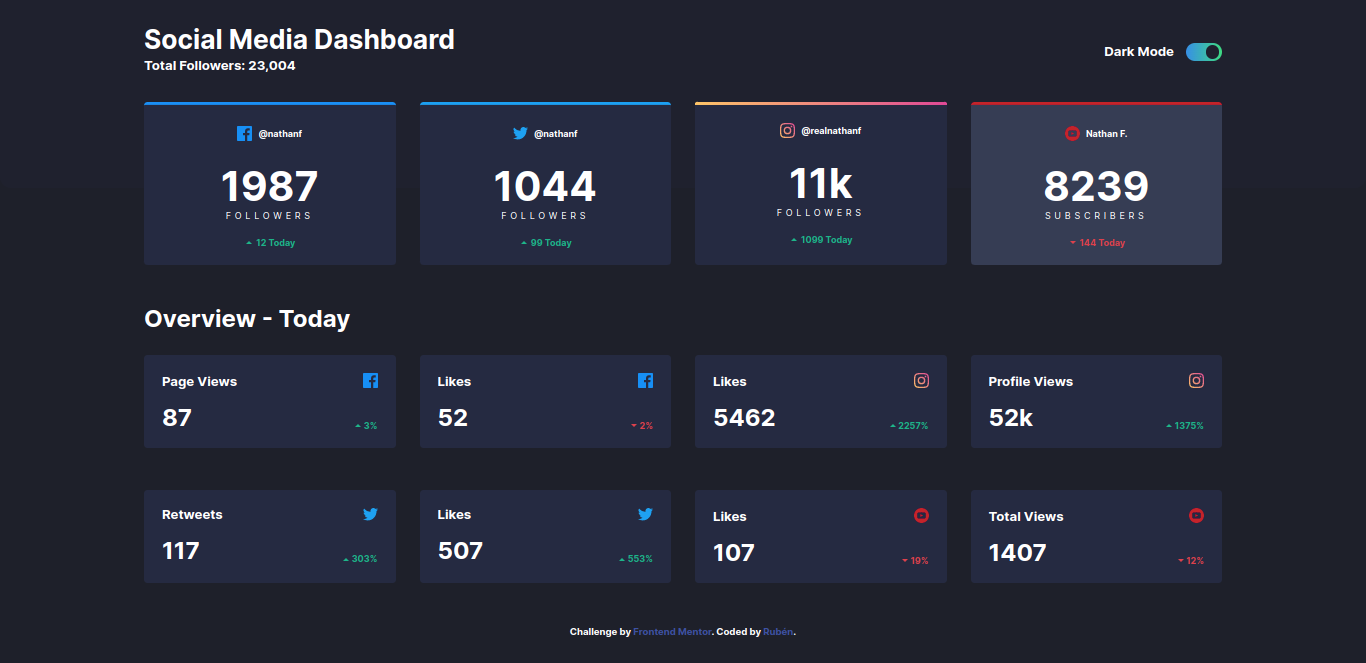 Social Media Dashboard
Total Followers: 23,004
Dark Mode
@nathanf
1987
FOLLOWERS
12 Today
@nathanf
1044
FOLLOWERS
99 Today
@realnathanf
11k
FOLLOWERS
1099 Today
Nathan F.
8239
SUBSCRIBERS
144 Today
Overview - Today
Page Views
87
3%
Likes
52
2%
Likes
5462
2257%
Profile Views
52k
1375%
Retweets
117
303%
Likes
507
553%
Likes
107
19%
Total Views
1407
12%
Challenge by Frontend Mentor. Coded by Rubén.